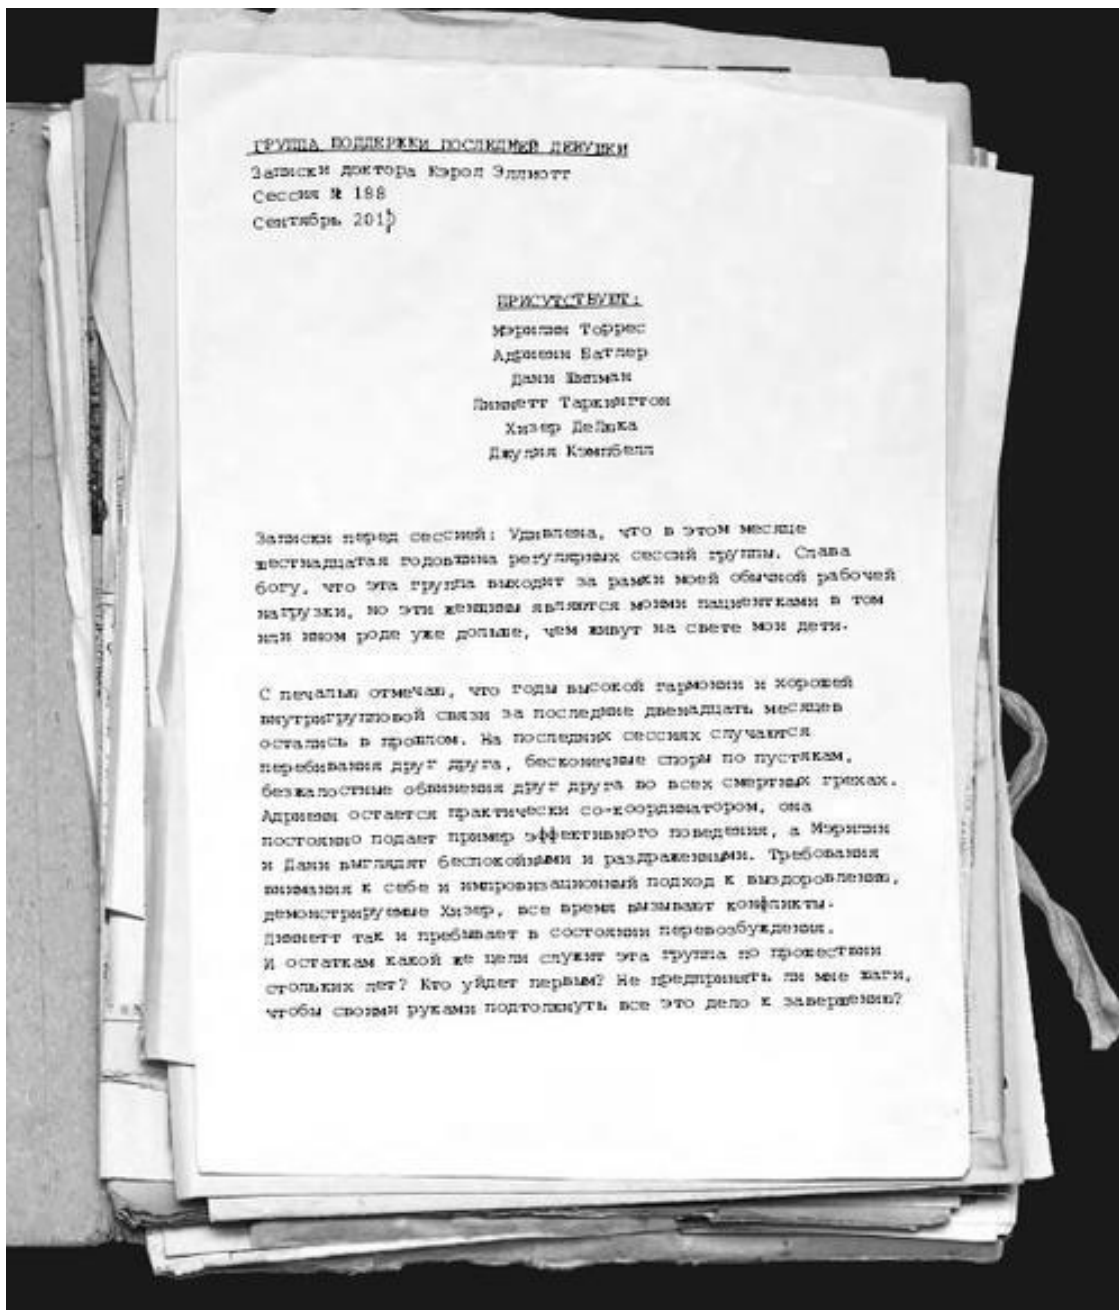 ГРУППА ПОДДЕРЖКИ ПОСЛЕДНЕЙ ДЕВУШКИ
Записки доктора Кэрол Эллиотт
Сессия № 188
Сентябрь
ПРИСУТСТВУЕТ:
Мэрилин Торрес
Адриенн Батлер
Дани Шипман
Линнетт Таркингтон
Хизер ДеЛюка
Джулия Кэмпбелл
Записки перед сессией: Удивлена, что в этом месяце
шестнадцатая годовщина регулярных сессий группы. Слава
богу, что эта группа выходит за рамки моей обычной рабочей
нагрузки, но эти женщины являются моими пациентками в том
или ином роде уже дольше, чем живут на свете мои дети.
С печалью отмечаю, что годы высокой гармонии и хорошей
внутригрупповой связи за последние двенадцать месяцев
остались в прошлом. На последних сессиях случаются
перебивания друг друга, бесконечные споры по пустякам,
безжалостные обвинения друг друга во всех смертных грехах.
Адриенн остается практически со-координатором, она
постоянно подает пример эффективного поведения, а Мэрилин
и Дани выглядят беспокойными и раздраженными. Требования
внимания к себе и импровизационный подход к выздоровлению,
демонстрируемые Хизер, все время вызывают конфликты.
Линнетт так и пребывает в состоянии перевозбуждения.
И остаткам какой же цели служит эта группа по прошествии
стольких лет? Кто уйдет первым? Не предпринять ли мне шаги,
чтобы своими руками подтолкнуть все это дело к завершению?